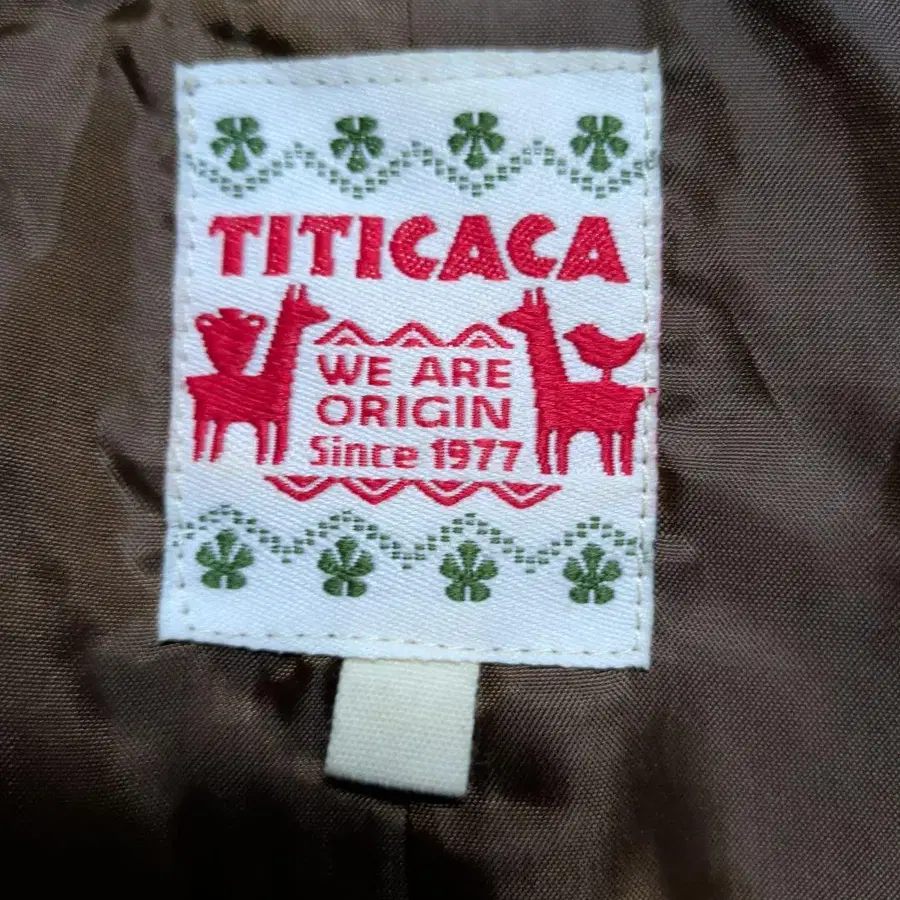 TITICACA
WE ARE
ORIGIN
Since 1977